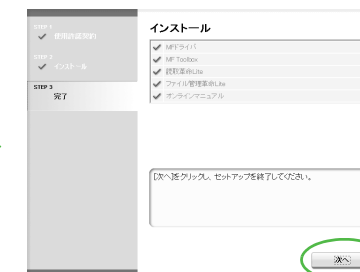 STEP 1
使用許諾契約
STEP 2
インストール
STEP 3
完了
インストール
MFドライバ
MF Toolbox
読取革命Lite
ファイル管理革命Lite
オンラインマニュアル
[次へ]をクリックし、セットアップを終了してください。
次へ